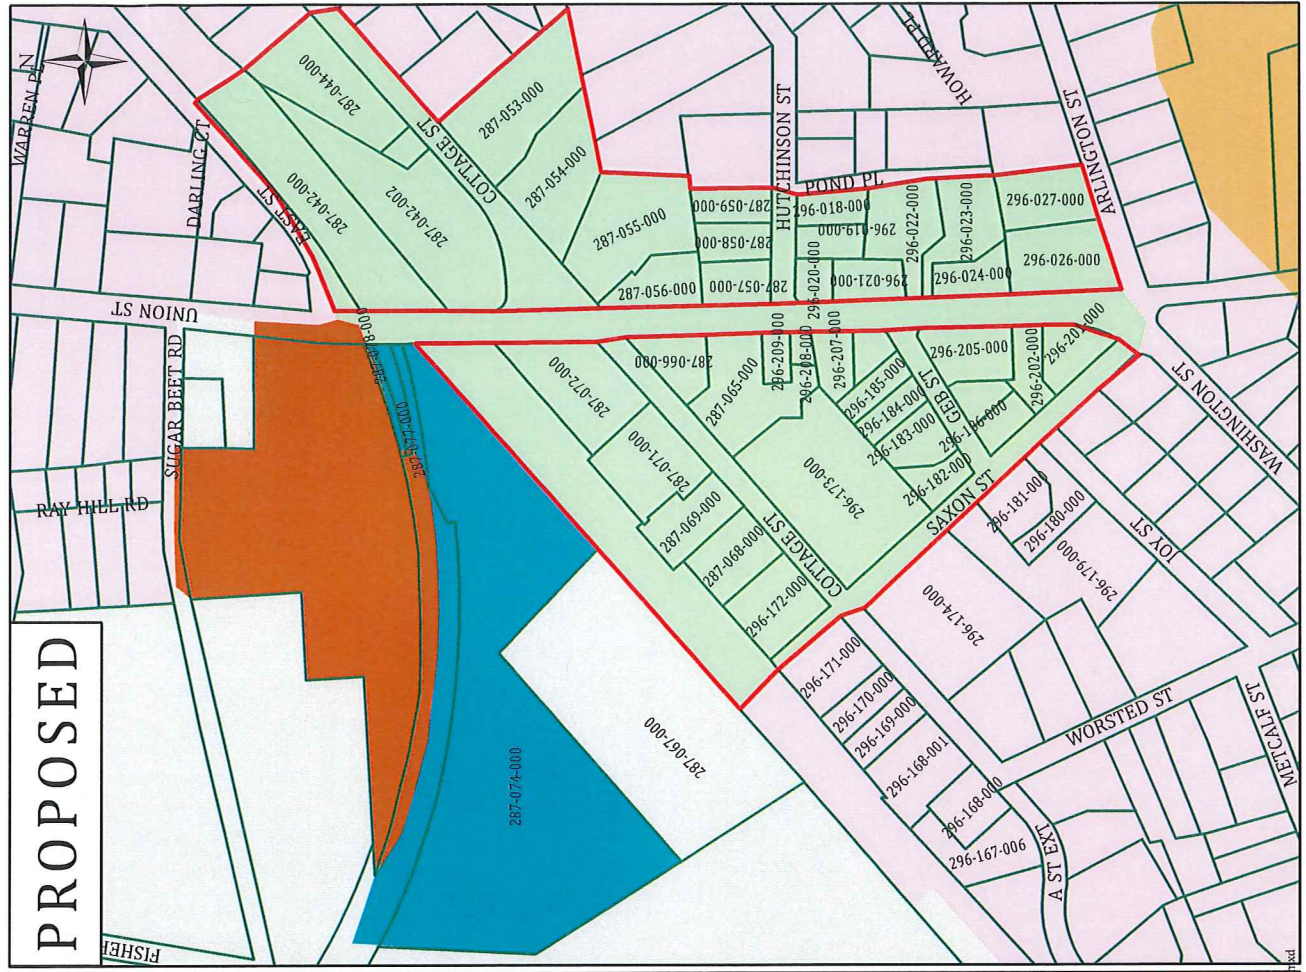 PROPOSED
N
WARREN PL
DARLING CT
EAST ST
UNION ST
SUGAR BEET RD
RAY HILL RD
COTTAGE ST
HUTCHINSON ST
POND PL
HOWARD PL
ARLINGTON ST
WASHINGTON ST
GEB ST
SAXON ST
COTTAGE ST
JOY ST
WORSTED ST
METCALF ST
A ST EXT
287-044-000
287-042-000
287-042-002
287-053-000
287-054-000
287-055-000
287-059-000
287-058-000
287-057-000
287-056-000
296-018-000
296-019-000
296-020-000
296-021-000
296-022-000
296-023-000
296-024-000
296-027-000
296-026-000
287-078-000
287-077-000
287-074-000
287-067-000
287-072-000
287-071-000
287-069-000
287-068-000
296-172-000
287-066-000
287-065-000
296-209-000
296-208-000
296-207-000
296-205-000
296-202-000
296-201-000
296-185-000
296-184-000
296-183-000
296-182-000
296-173-000
296-181-000
296-180-000
296-179-000
296-174-000
296-171-000
296-170-000
296-169-000
296-168-001
296-168-000
296-167-006